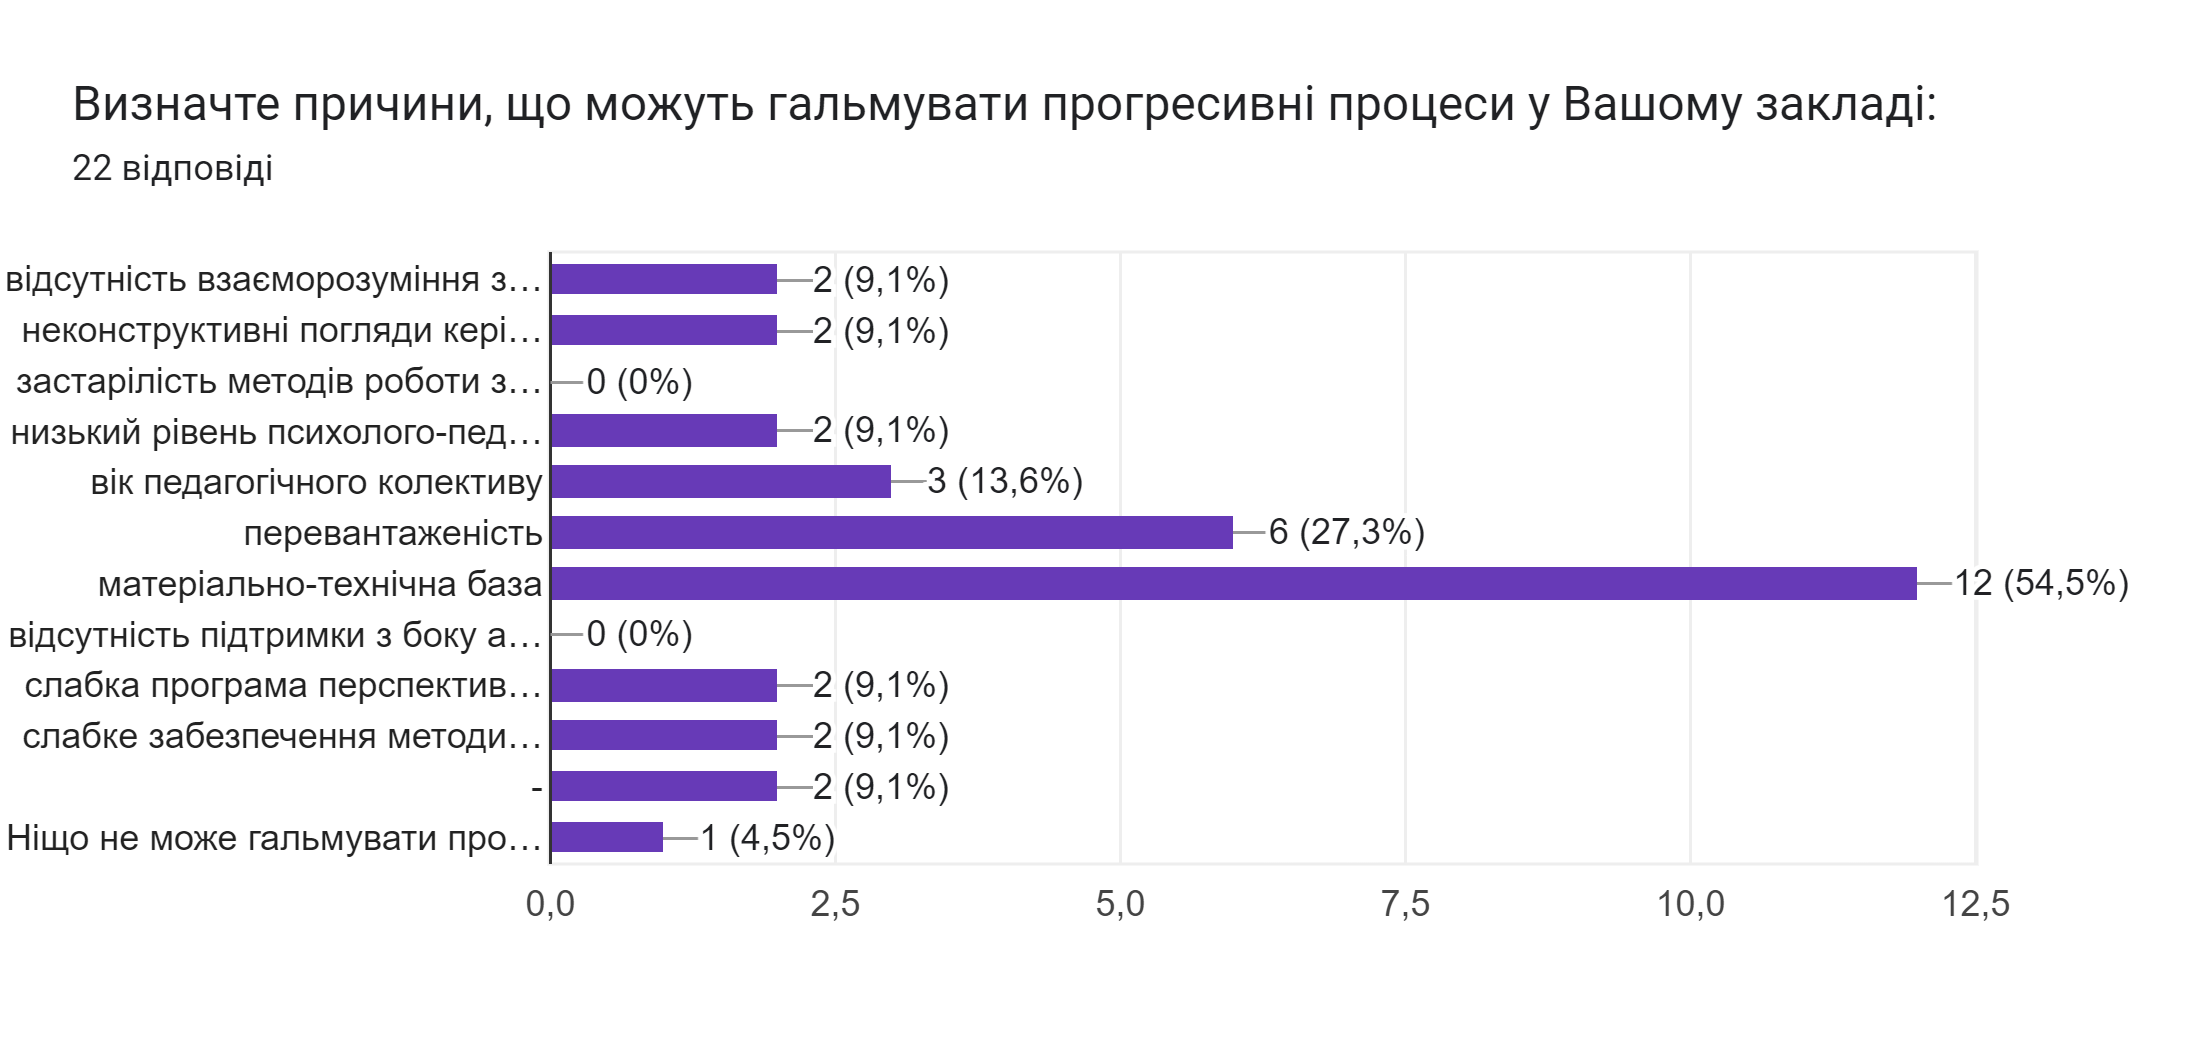 Визначте причини, що можуть гальмувати прогресивні процеси у Вашому закладі:
22 відповіді
відсутність взаєморозуміння з… 2 (9,1%)
неконструктивні погляди кері… 2 (9,1%)
застарілість методів роботи з… 0 (0%)
низький рівень психолого-пед… 2 (9,1%)
вік педагогічного колективу 3 (13,6%)
перевантаженість 6 (27,3%)
матеріально-технічна база 12 (54,5%)
відсутність підтримки з боку а… 0 (0%)
слабка програма перспектив… 2 (9,1%)
слабке забезпечення методи… 2 (9,1%)
- 2 (9,1%)
Ніщо не може гальмувати про… 1 (4,5%)
0,0 2,5 5,0 7,5 10,0 12,5